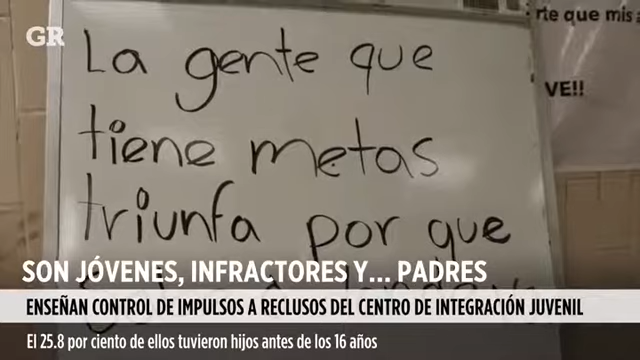 GR
rte que mis
VE!!
La gente que
tiene metas
triunfa por que
SON JÓVENES, INFRACTORES Y... PADRES
ENSEÑAN CONTROL DE IMPULSOS A RECLUSOS DEL CENTRO DE INTEGRACIÓN JUVENIL
El 25.8 por ciento de ellos tuvieron hijos antes de los 16 años